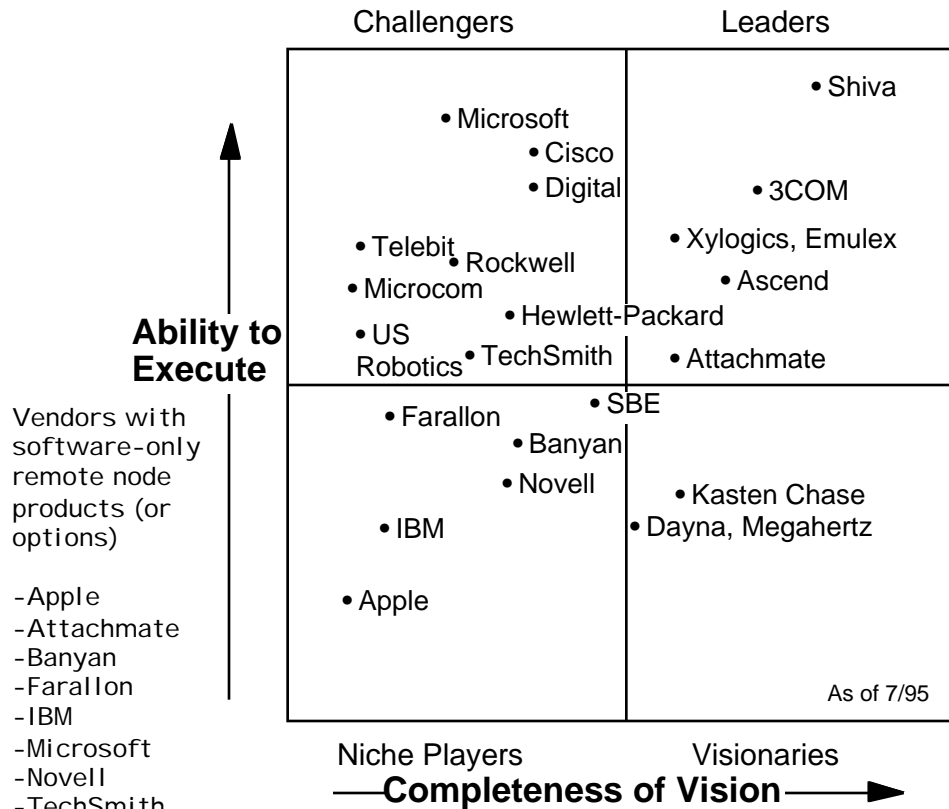 Challengers
Leaders
• Shiva
• Microsoft
• Cisco
• Digital
• 3COM
• Telebit
• Xylogics, Emulex
• Rockwell
• Ascend
• Microcom
• Hewlett-Packard
Ability to
Execute
• US
Robotics
• TechSmith
• Attachmate
Vendors with
software-only
remote node
products (or
options)
-Apple
-Attachmate
-Banyan
-Farallon
-IBM
-Microsoft
-Novell
-TechSmith
• SBE
• Farallon
• Banyan
• Novell
• Kasten Chase
• IBM
• Dayna, Megahertz
• Apple
As of 7/95
Niche Players
Visionaries
Completeness of Vision